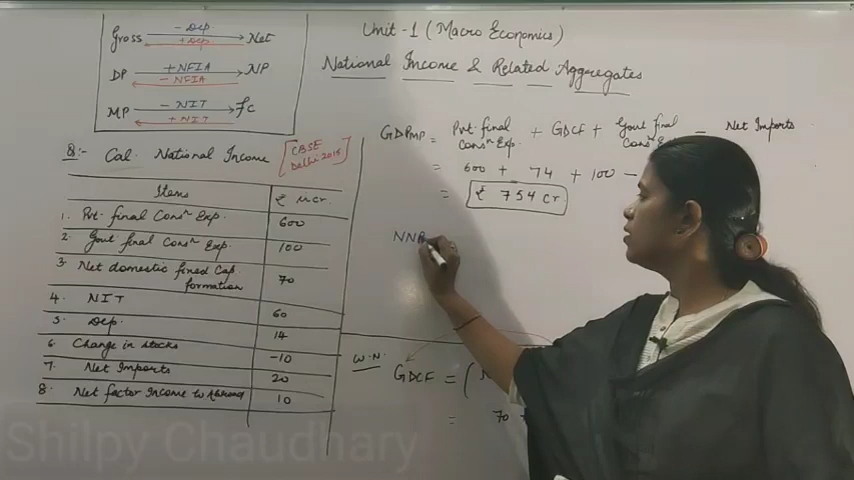 Unit-1 (Macro Economics)
National Income & Related Aggregates
Gross - Dep Net
+ Dep
DP + NFIA NP
- NFIA
MP - NIT Fc
+ NIT
Q:- Cal. National Income [CBSE Delhi
Items ₹ in cr.
1. Pvt. final Consⁿ Exp. 600
2. Govt final Consⁿ Exp. 100
3. Net domestic fixed Cap formation 70
4. NIT 60
5. Dep. 14
6. Change in stocks -10
7. Net Imports 20
8. Net factor Income to Abroad 10
GDPMP = Pvt final Consⁿ Exp. + GDCF + Govt final Consⁿ - Net Imports
= 600 + 74 + 100 -
= ₹ 754 Cr.
NNP
W.N.
GDCF = (
= 70
Shilpy Chaudhary